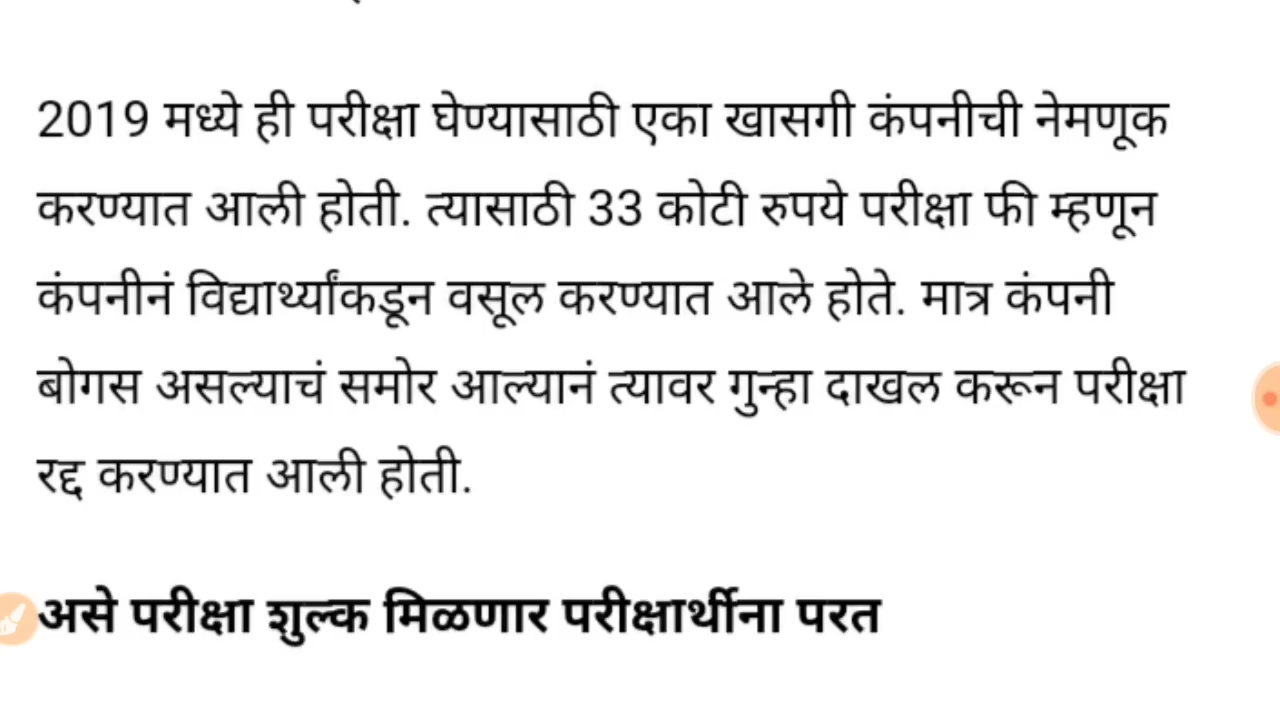 2019 मध्ये ही परीक्षा घेण्यासाठी एका खासगी कंपनीची नेमणूक
करण्यात आली होती. त्यासाठी 33 कोटी रुपये परीक्षा फी म्हणून
कंपनीनं विद्यार्थ्यांकडून वसूल करण्यात आले होते. मात्र कंपनी
बोगस असल्याचं समोर आल्यानं त्यावर गुन्हा दाखल करून परीक्षा
रद्द करण्यात आली होती.
असे परीक्षा शुल्क मिळणार परीक्षार्थीना परत